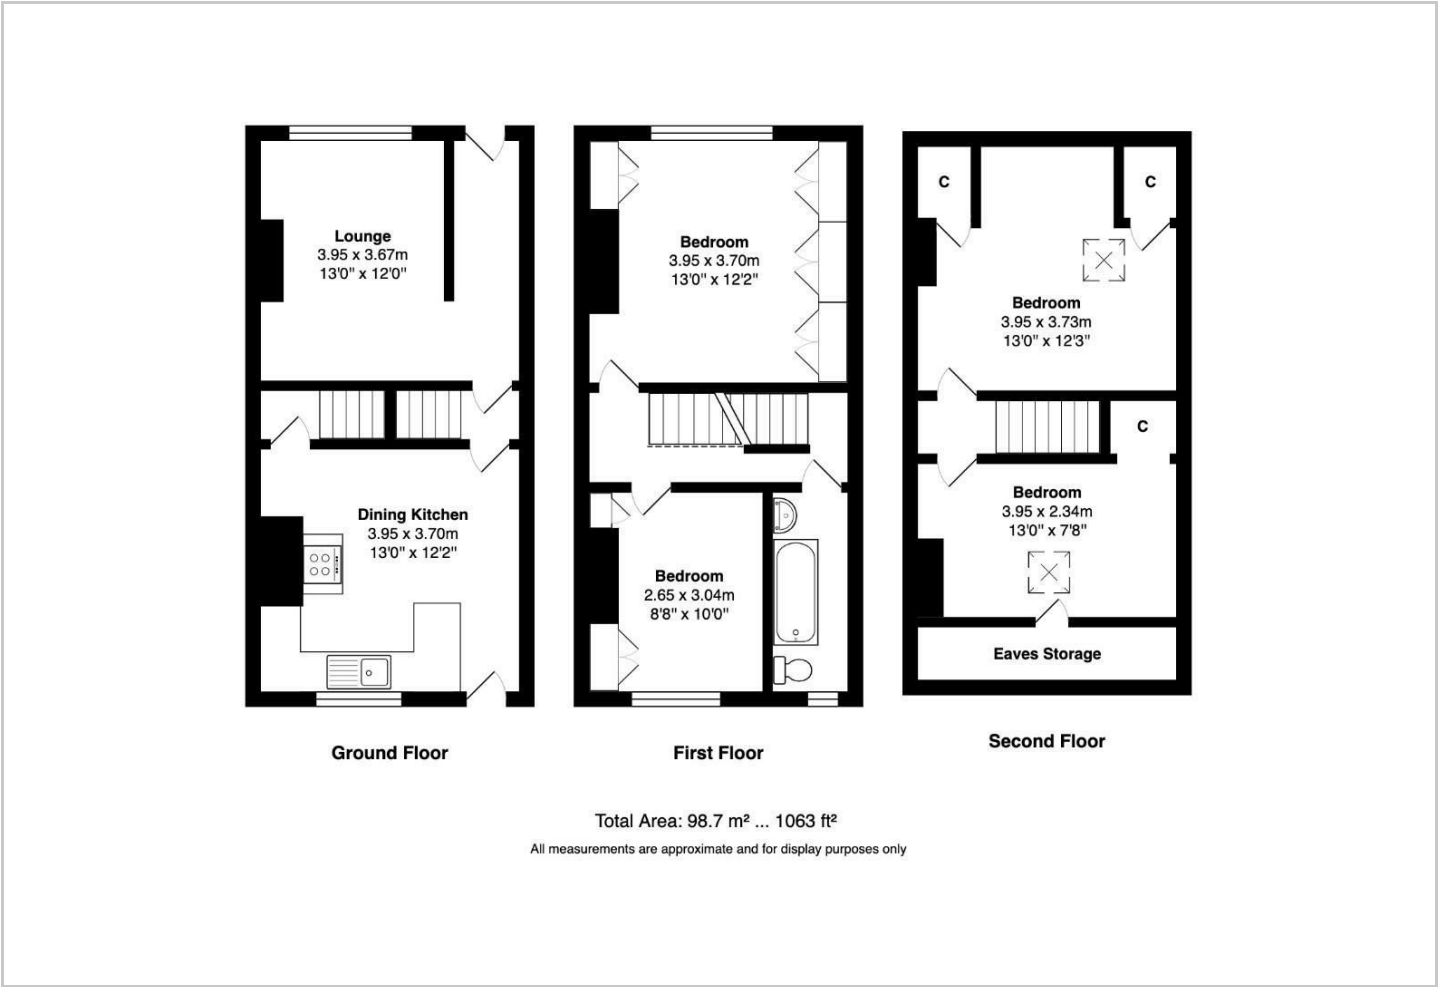 Lounge
3.95 x 3.67m
13'0" x 12'0"
Dining Kitchen
3.95 x 3.70m
13'0" x 12'2"
Ground Floor
Bedroom
3.95 x 3.70m
13'0" x 12'2"
Bedroom
2.65 x 3.04m
8'8" x 10'0"
First Floor
C
C
Bedroom
3.95 x 3.73m
13'0" x 12'3"
C
Bedroom
3.95 x 2.34m
13'0" x 7'8"
Eaves Storage
Second Floor
Total Area: 98.7 m² ... 1063 ft²
All measurements are approximate and for display purposes only